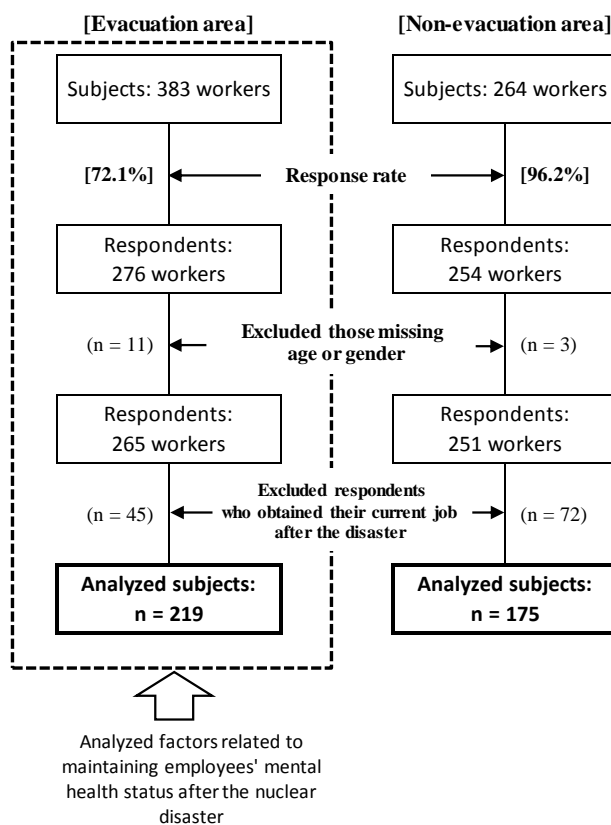 [Evacuation area]
[Non-evacuation area]
Subjects: 383 workers
Subjects: 264 workers
[72.1%]
Response rate
[96.2%]
Respondents:
276 workers
Respondents:
254 workers
(n = 11)
Excluded those missing
age or gender
(n = 3)
Respondents:
265 workers
Respondents:
251 workers
(n = 45)
Excluded respondents
who obtained their current job
after the disaster
(n = 72)
Analyzed subjects:
n = 219
Analyzed subjects:
n = 175
Analyzed factors related to
maintaining employees' mental
health status after the nuclear
disaster